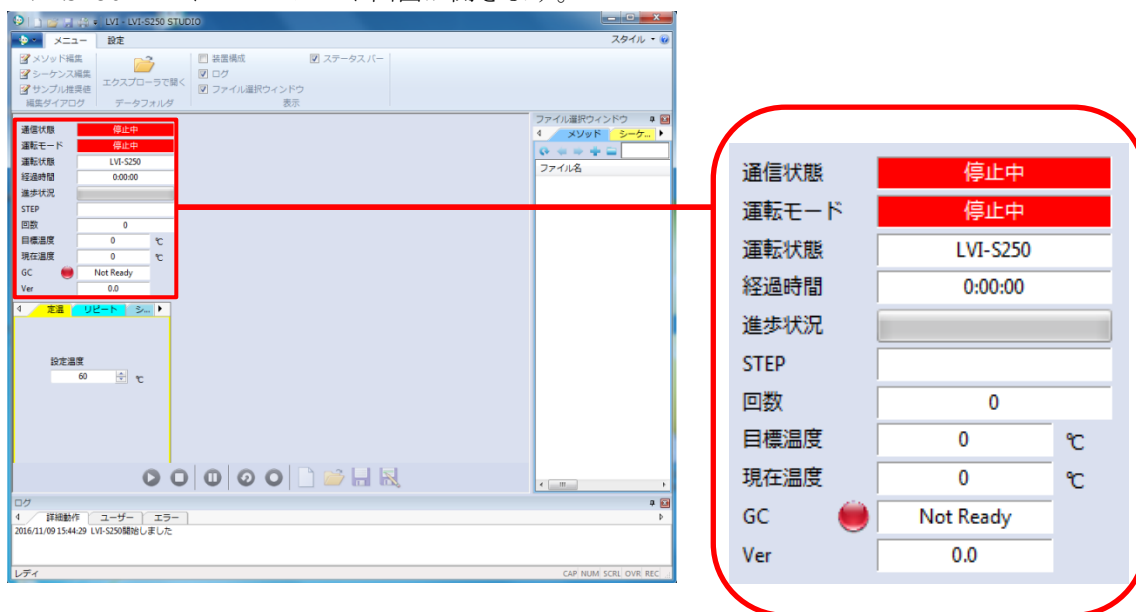 LVI - LVI-S250 STUDIO
メニュー 設定 スタイル
メソッド編集
シーケンス編集
サンプル推奨値
編集ダイアログ
エクスプローラで開く
データフォルダ
装置構成
ログ
ファイル選択ウィンドウ
ステータス バー
表示
通信状態 停止中
運転モード 停止中
運転状態 LVI-S250
経過時間 0:00:00
進歩状況
STEP
回数 0
目標温度 0 ℃
現在温度 0 ℃
GC Not Ready
Ver 0.0
定温 リピート シ...
設定温度
60 ℃
ファイル選択ウィンドウ
メソッド シーケ...
ファイル名
ログ
詳細動作 ユーザー エラー
2016/11/09 15:44:29 LVI-S250開始しました
レディ CAP NUM SCRL OVR REC
通信状態 停止中
運転モード 停止中
運転状態 LVI-S250
経過時間 0:00:00
進歩状況
STEP
回数 0
目標温度 0 ℃
現在温度 0 ℃
GC Not Ready
Ver 0.0